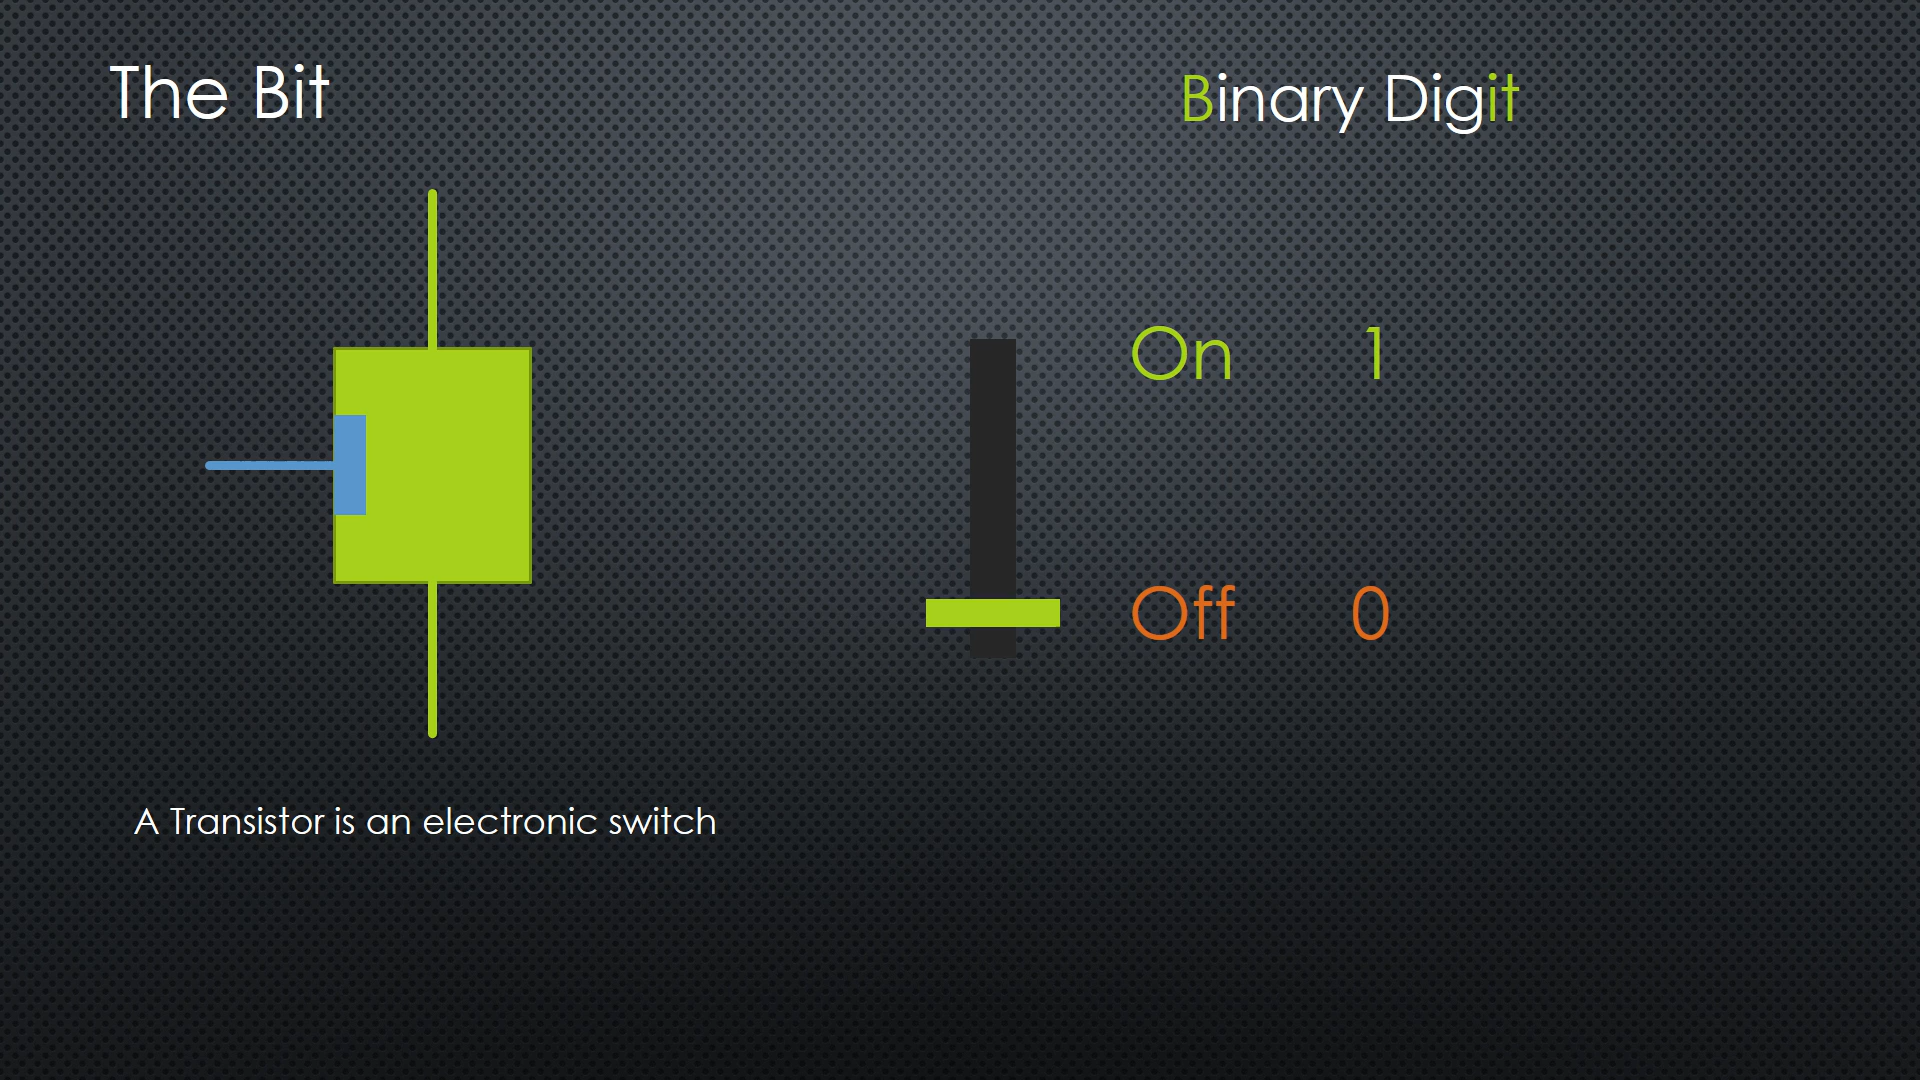 The Bit
Binary Digit
On 1
Off 0
A Transistor is an electronic switch